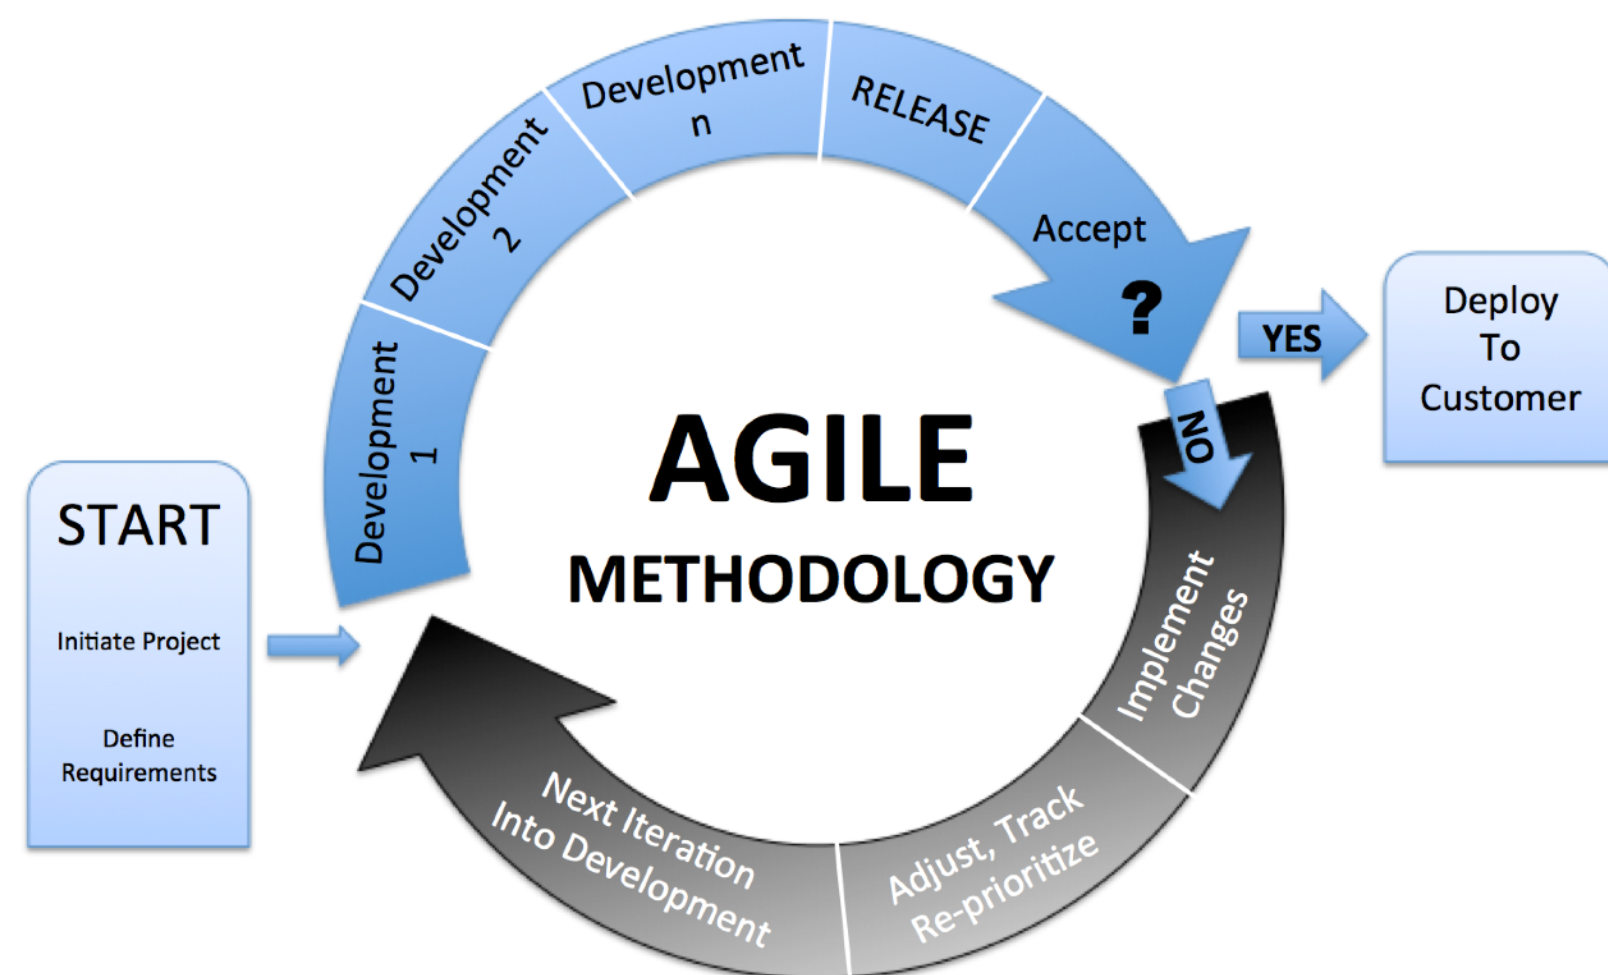 START
Initiate Project
Define
Requirements
Development
1
Development
2
Development
n
RELEASE
Accept
?
YES
Deploy
To
Customer
NO
Implement
Changes
Adjust, Track
Re-prioritize
Next Iteration
Into Development
AGILE
METHODOLOGY